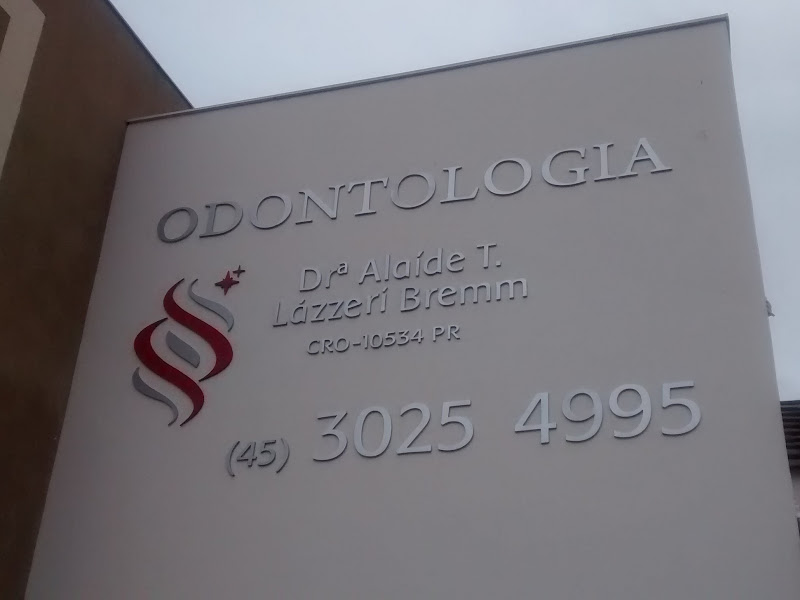 ODONTOLOGIA
Drª Alaíde T.
Lázzeri Bremm
CRO-10534 PR
(45) 3025 4995